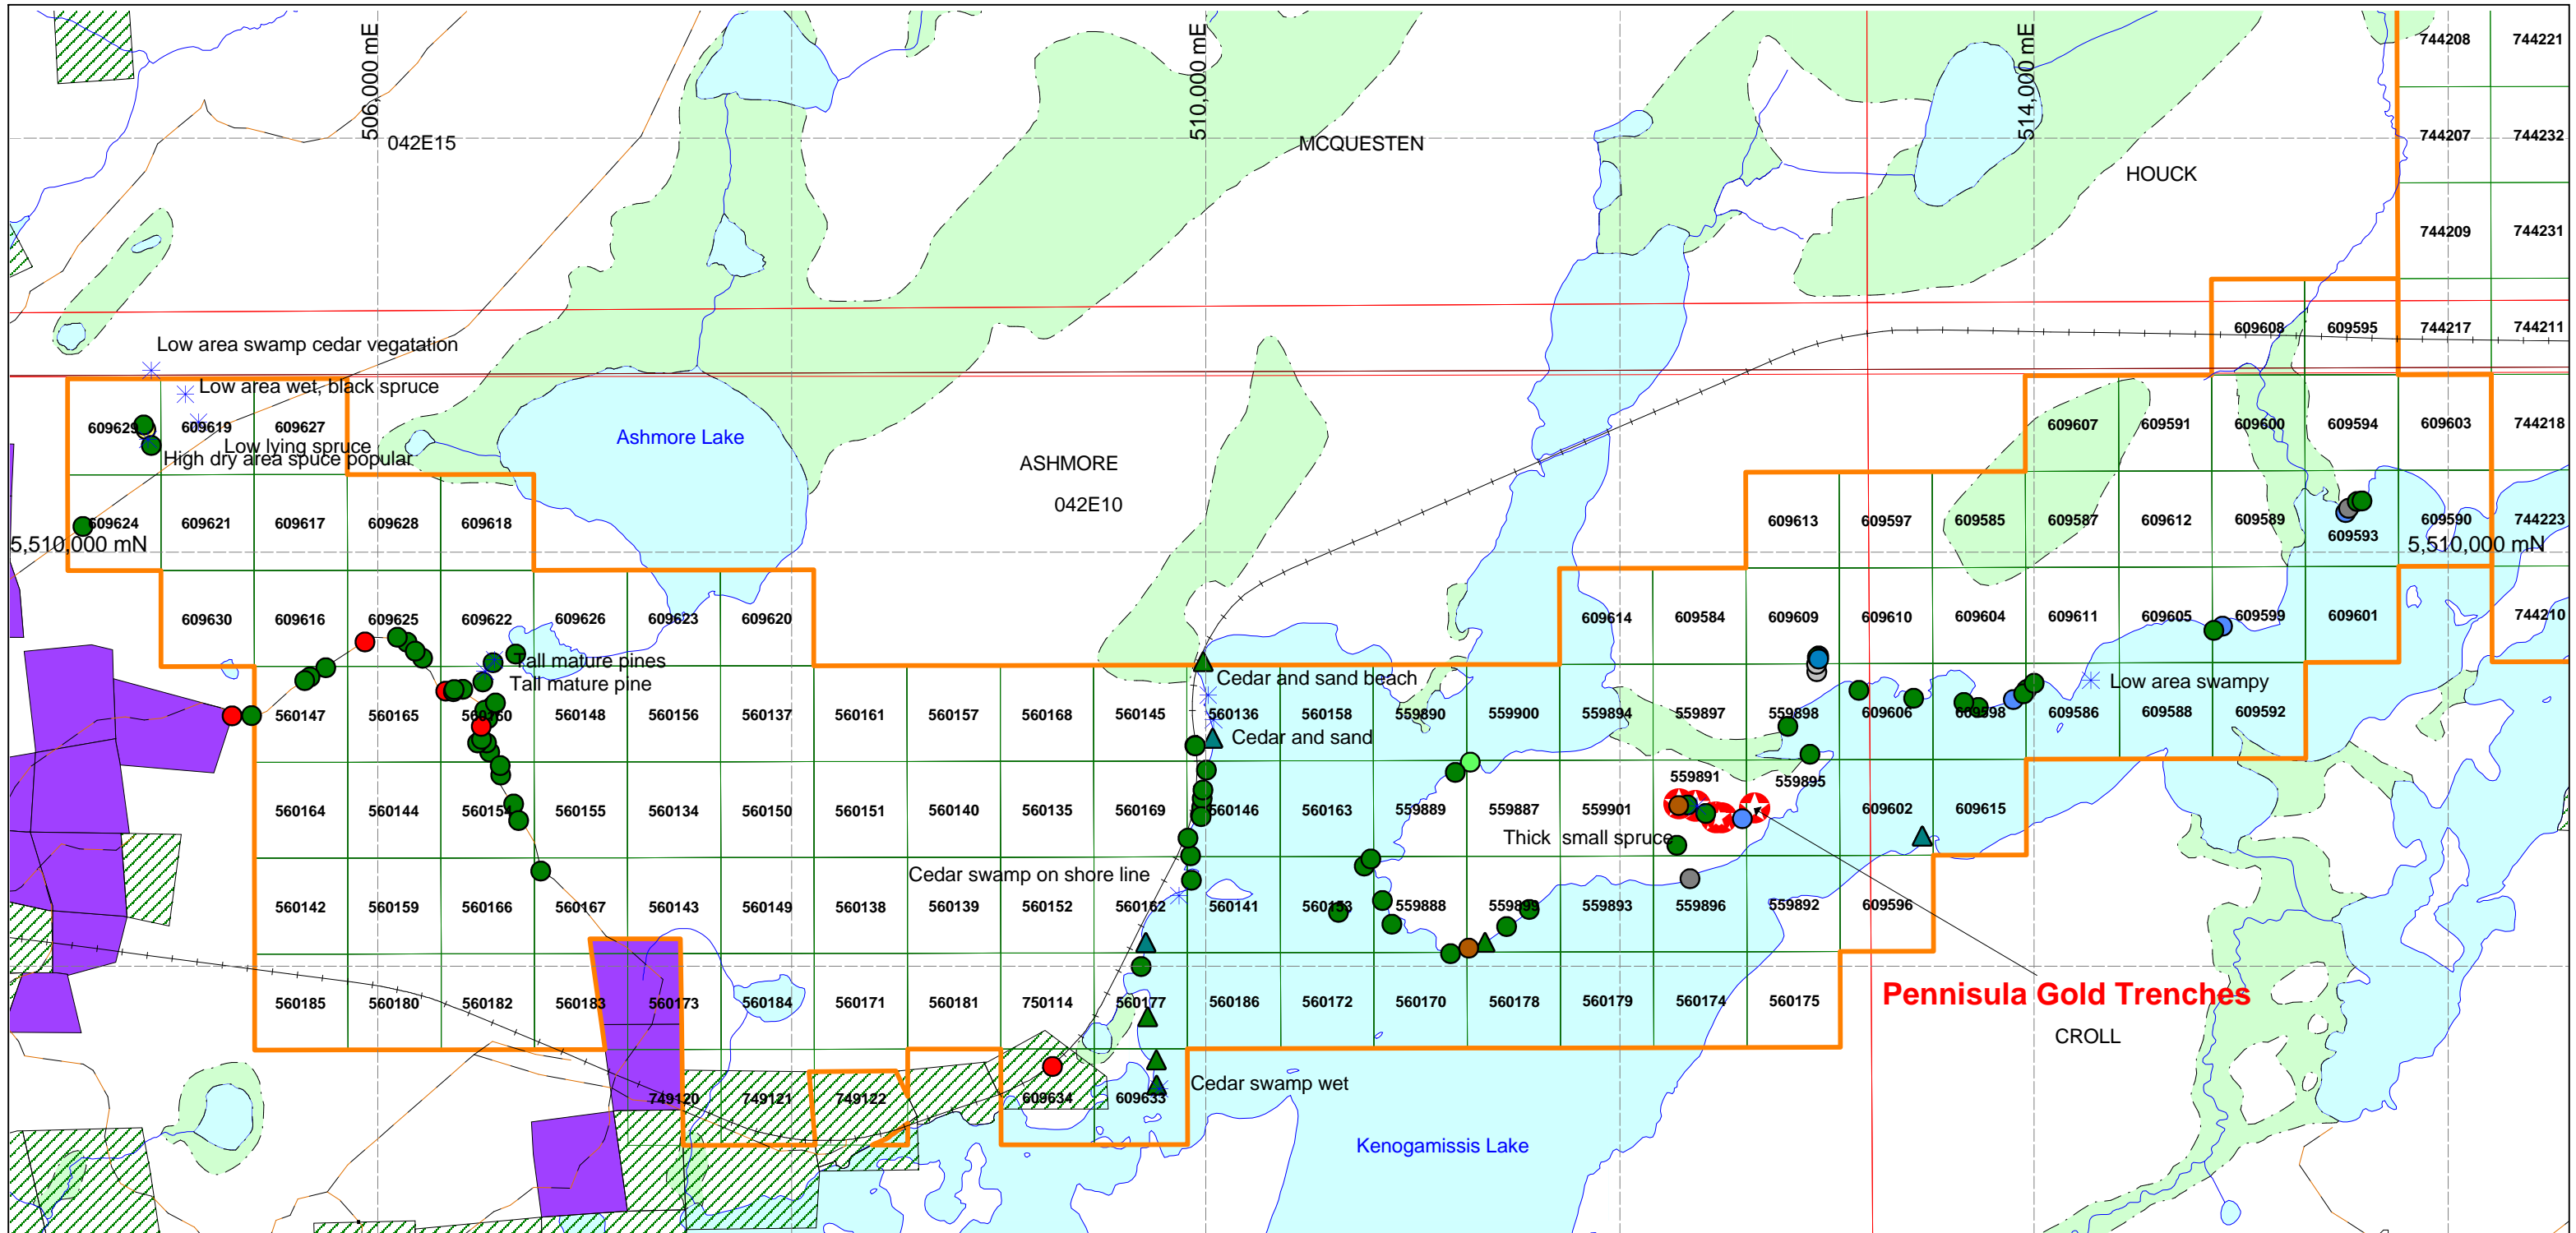 506,000 mE
510,000 mE
514,000 mE
744208 744221
042E15
MCQUESTEN
744207 744232
HOUCK
744209 744231
609608 609595 744217 744211
Low area swamp cedar vegatation
Low area wet, black spruce
609629 609619 609627
Low lying spruce
High dry area spuce popular
Ashmore Lake
ASHMORE
042E10
609607 609591 609600 609594 609603 744218
609624 609621 609617 609628 609618
609613 609597 609585 609587 609612 609589 609593 609590 744223
5,510,000 mN
5,510,000 mN
609630 609616 609625 609622 609626 609623 609620
609614 609584 609609 609610 609604 609611 609605 609599 609601 744210
Tall mature pines
Tall mature pine
Cedar and sand beach
Low area swampy
560147 560165 560160 560148 560156 560137 560161 560157 560168 560145 560136 560158 559890 559900 559894 559897 559898 609606 609598 609586 609588 609592
Cedar and sand
559891 559895
560164 560144 560154 560155 560134 560150 560151 560140 560135 560169 560146 560163 559889 559887 559901 609602 609615
Thick small spruce
Cedar swamp on shore line
560142 560159 560166 560167 560143 560149 560138 560139 560152 560162 560141 560153 559888 559899 559893 559896 559892 609596
560185 560180 560182 560183 560173 560184 560171 560181 750114 560177 560186 560172 560170 560178 560179 560174 560175
Pennisula Gold Trenches
CROLL
749120 749121 749122 609634 609633
Cedar swamp wet
Kenogamissis Lake